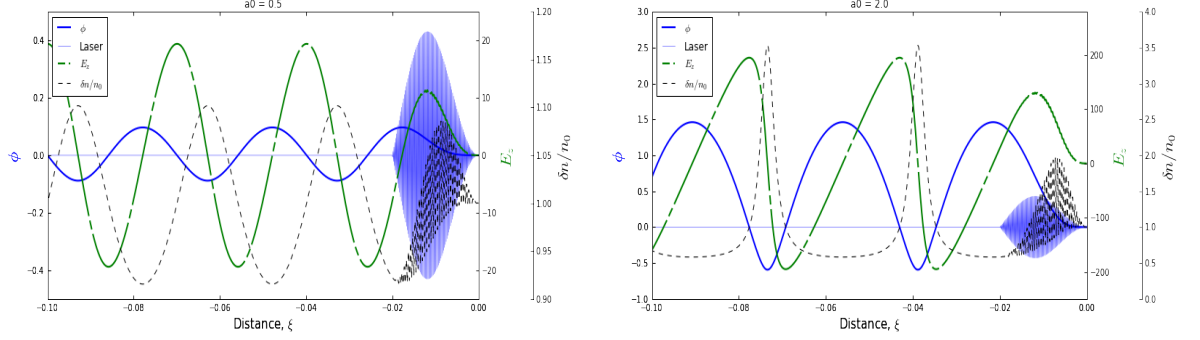 a0 = 0.5
0.4
0.2
0.0
−0.2
−0.4
ϕ
ϕ
Laser
E_z
δn/n_0
20
10
0
−10
−20
E_z
1.20
1.15
1.10
1.05
1.00
0.95
0.90
δn/n_0
−0.10
−0.08
−0.06
−0.04
−0.02
0.00
Distance, ξ
a0 = 2.0
3.0
2.5
2.0
1.5
1.0
0.5
0.0
−0.5
−1.0
ϕ
ϕ
Laser
E_z
δn/n_0
200
100
0
−100
−200
E_z
4.0
3.5
3.0
2.5
2.0
1.5
1.0
0.5
0.0
δn/n_0
−0.10
−0.08
−0.06
−0.04
−0.02
0.00
Distance, ξ